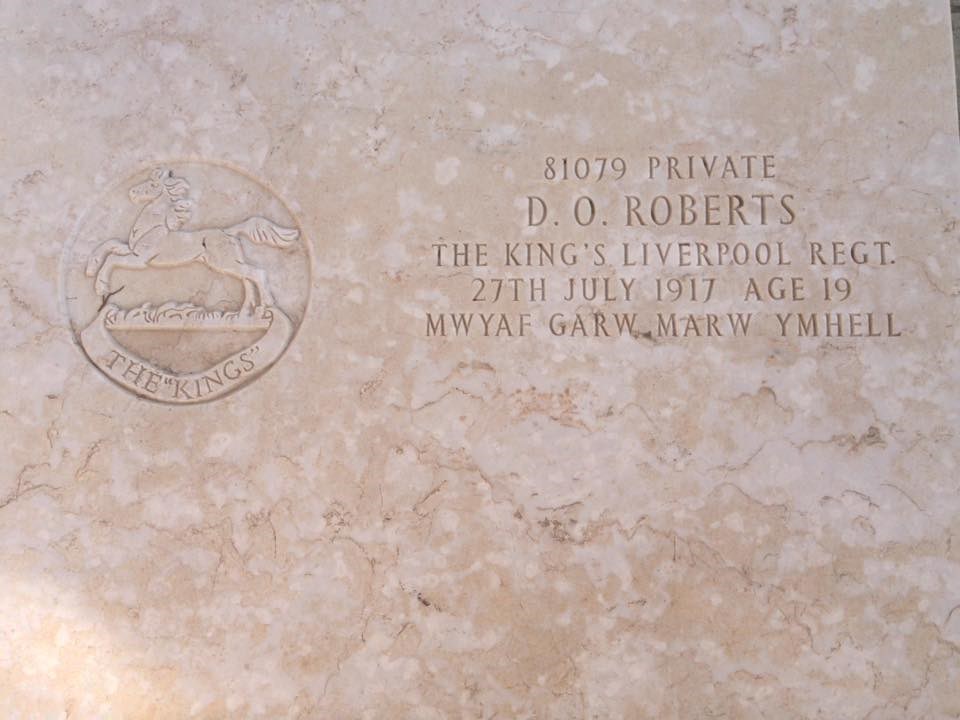 81079 PRIVATE
D. O. ROBERTS
THE KING'S LIVERPOOL REGT.
27TH JULY 1917 AGE 19
MWYAF GARW MARW YMHELL
THE "KINGS"